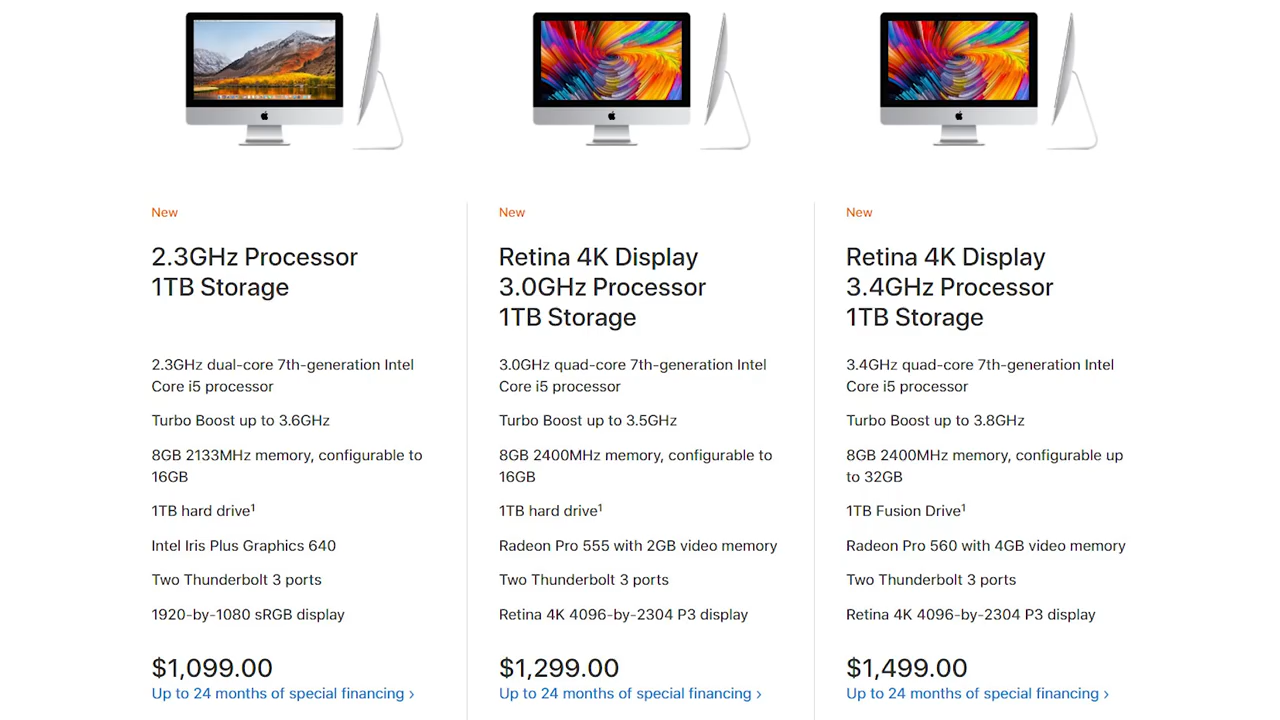 New
2.3GHz Processor
1TB Storage
2.3GHz dual-core 7th-generation Intel
Core i5 processor
Turbo Boost up to 3.6GHz
8GB 2133MHz memory, configurable to
16GB
1TB hard drive¹
Intel Iris Plus Graphics 640
Two Thunderbolt 3 ports
1920-by-1080 sRGB display
$1,099.00
Up to 24 months of special financing ›
New
Retina 4K Display
3.0GHz Processor
1TB Storage
3.0GHz quad-core 7th-generation Intel
Core i5 processor
Turbo Boost up to 3.5GHz
8GB 2400MHz memory, configurable to
16GB
1TB hard drive¹
Radeon Pro 555 with 2GB video memory
Two Thunderbolt 3 ports
Retina 4K 4096-by-2304 P3 display
$1,299.00
Up to 24 months of special financing ›
New
Retina 4K Display
3.4GHz Processor
1TB Storage
3.4GHz quad-core 7th-generation Intel
Core i5 processor
Turbo Boost up to 3.8GHz
8GB 2400MHz memory, configurable up
to 32GB
1TB Fusion Drive¹
Radeon Pro 560 with 4GB video memory
Two Thunderbolt 3 ports
Retina 4K 4096-by-2304 P3 display
$1,499.00
Up to 24 months of special financing ›